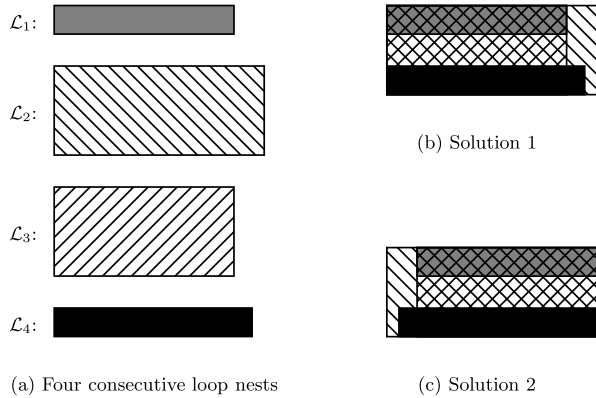 ℒ₁:
ℒ₂:
ℒ₃:
ℒ₄:
(a) Four consecutive loop nests
(b) Solution 1
(c) Solution 2